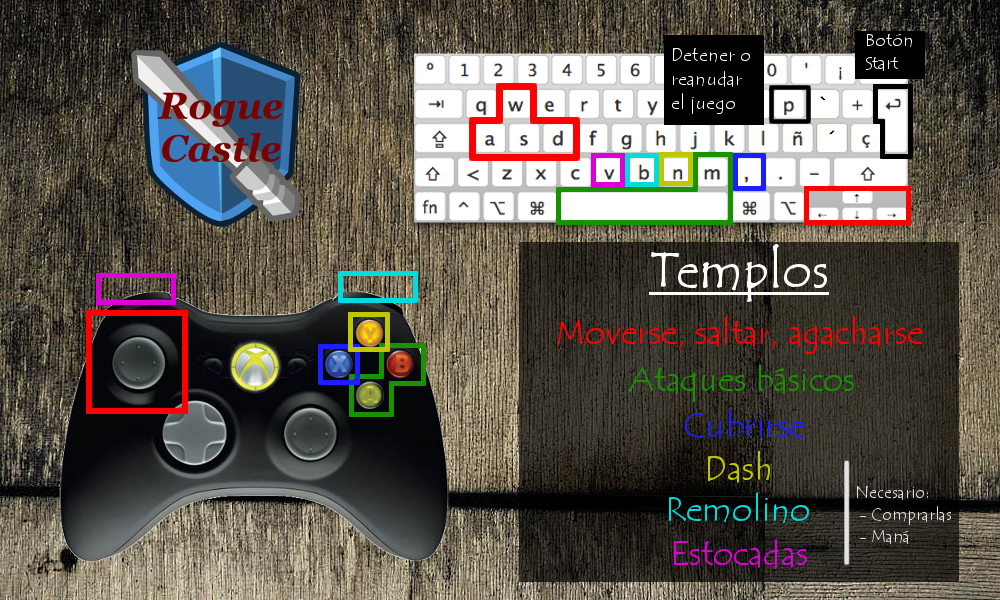 Rogue
Castle
Detener o
reanudar
el juego
Botón
Start
º 1 2 3 4 5 6 0 ' ¡
q w e r t y p ` + 
a s d f g h j k l ñ ´ ç
< z x c v b n m , . -
fn ^ ⌥ ⌘ ⌘ ⌥
Y
X B
A
Templos
Moverse, saltar, agacharse
Ataques básicos
Cubrirse
Dash
Remolino
Estocadas
Necesario:
- Comprarlas
- Maná